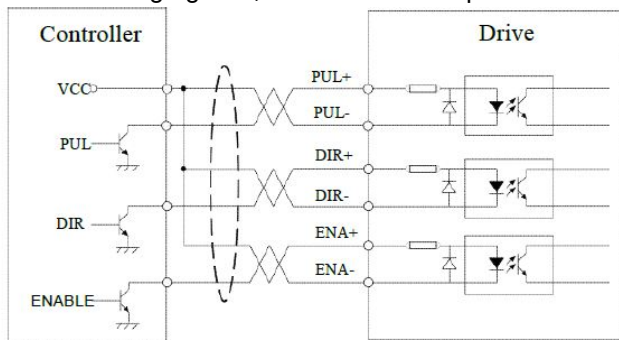 Controller
Drive
VCC
PUL+
PUL-
PUL
DIR+
DIR-
DIR
ENA+
ENA-
ENABLE